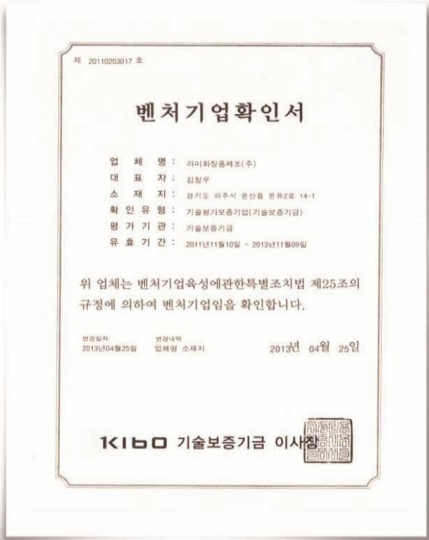 제 20110203017 호
벤처기업확인서
업 체 명 : 라미화장품제조(주)
대 표 자 : 김창우
소 재 지 : 경기도 파주시 문산읍 돈유2로 14-1
확 인 유 형 : 기술평가보증기업(기술보증기금)
평 가 기 관 : 기술보증기금
유 효 기 간 : 2011년11월10일 ~ 2013년11월09일
위 업체는 벤처기업육성에관한특별조치법 제25조의
규정에 의하여 벤처기업임을 확인합니다.
변경일자 변경내역
2013년04월25일 업체명 소재지 2013년 04월 25일
KIBO 기술보증기금 이사장